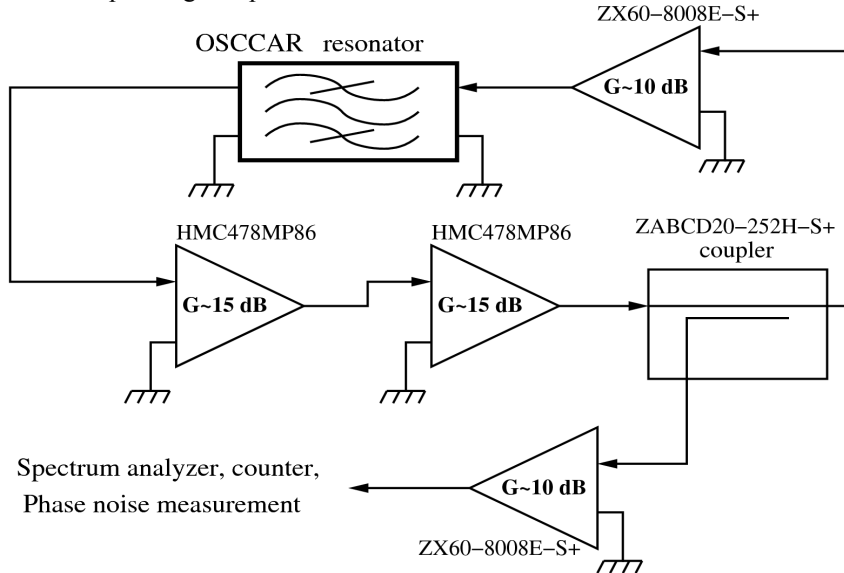 ZX60−8008E−S+
OSCCAR resonator
G~10 dB
HMC478MP86
HMC478MP86
ZABCD20−252H−S+
coupler
G~15 dB
G~15 dB
Spectrum analyzer, counter,
Phase noise measurement
G~10 dB
ZX60−8008E−S+